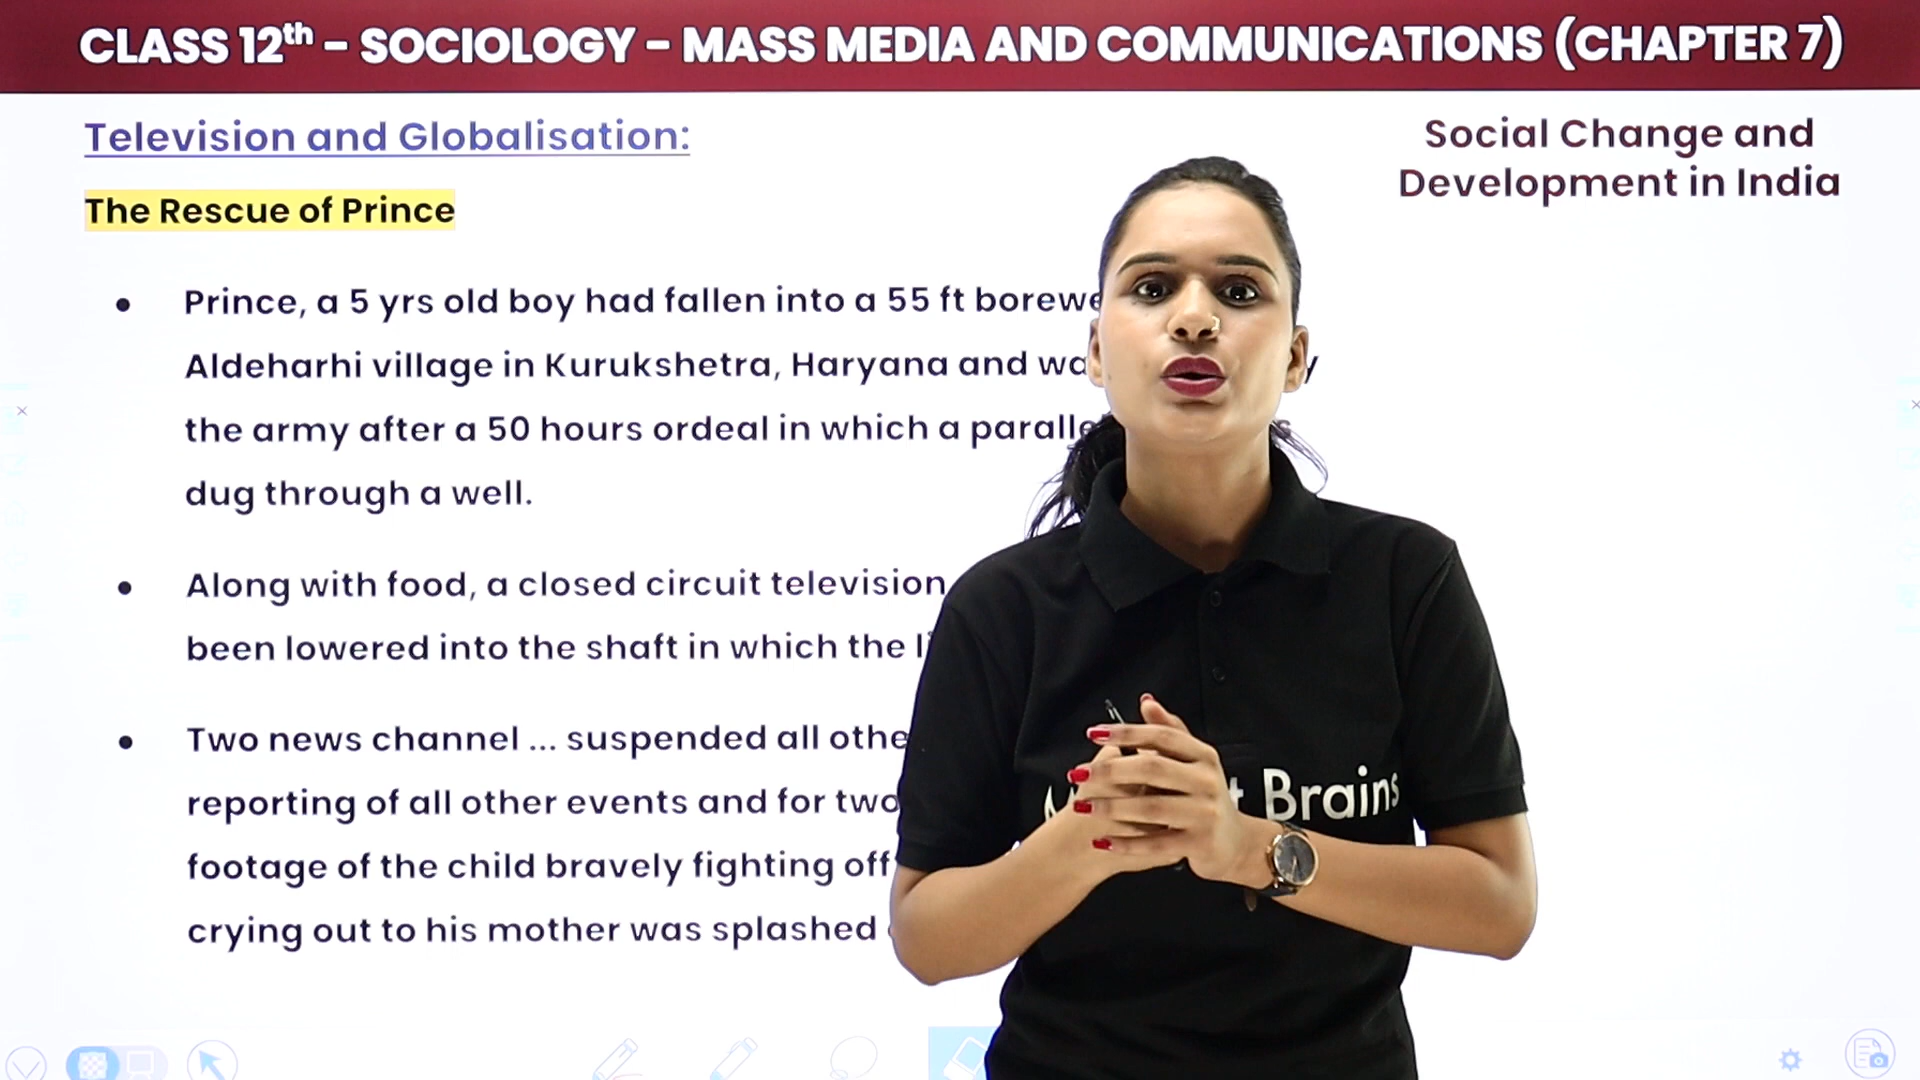 CLASS 12th – SOCIOLOGY – MASS MEDIA AND COMMUNICATIONS (CHAPTER 7)
Television and Globalisation:
Social Change and
Development in India
The Rescue of Prince
Prince, a 5 yrs old boy had fallen into a 55 ft
Aldeharhi village in Kurukshetra, Haryana and
the army after a 50 hours ordeal in which a
dug through a well.
Along with food, a closed circuit television
been lowered into the shaft in which the
Two news channel ... suspended all
reporting of all other events and for two
footage of the child bravely fighting off
crying out to his mother was splashed
Brains